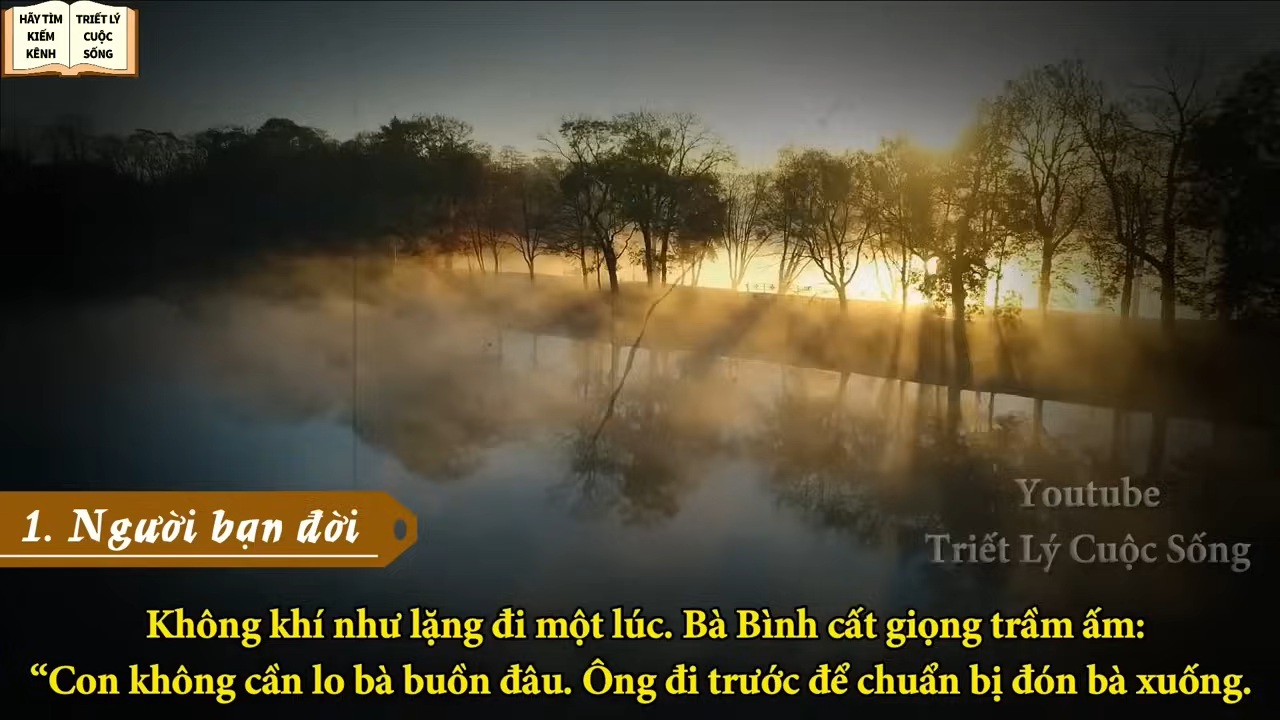 HÃY TÌM
KIẾM
KÊNH
TRIẾT LÝ
CUỘC
SỐNG
Youtube
Triết Lý Cuộc Sống
1. Người bạn đời
Không khí như lặng đi một lúc. Bà Bình cất giọng trầm ấm:
“Con không cần lo bà buồn đâu. Ông đi trước để chuẩn bị đón bà xuống.